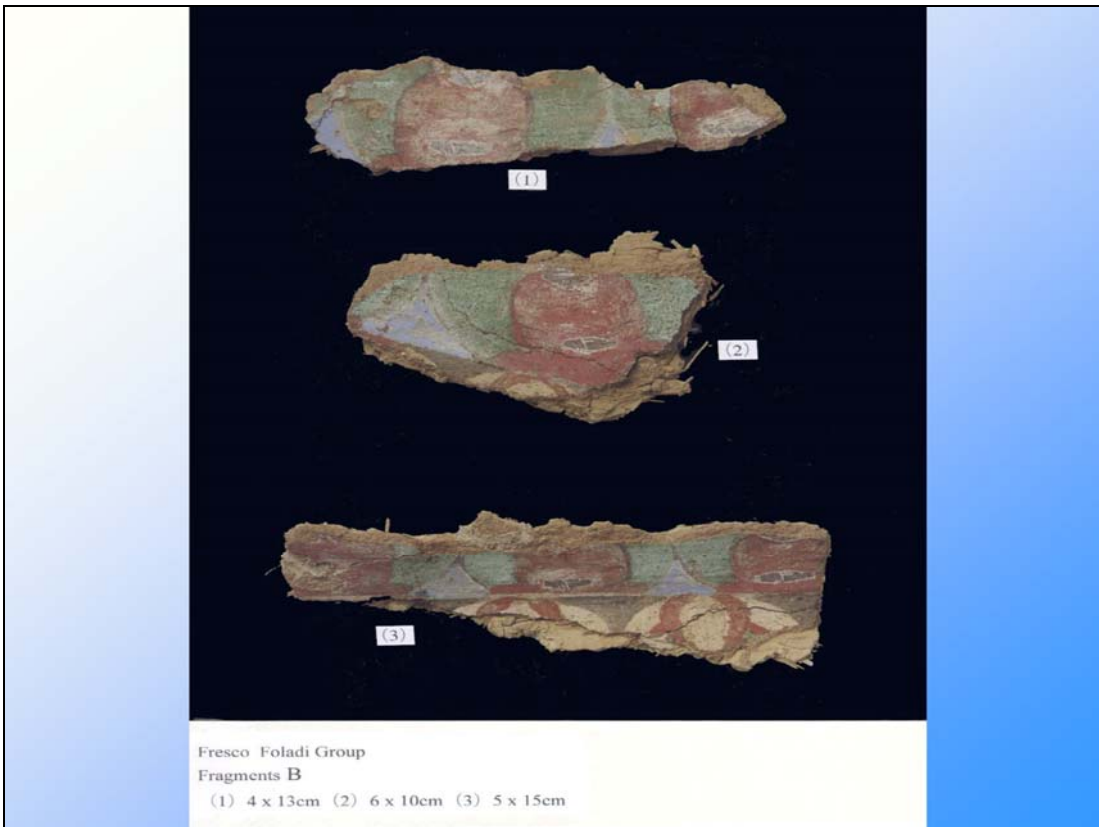 (1)
(2)
(3)
Fresco Foladi Group
Fragments B
(1) 4 x 13cm (2) 6 x 10cm (3) 5 x 15cm